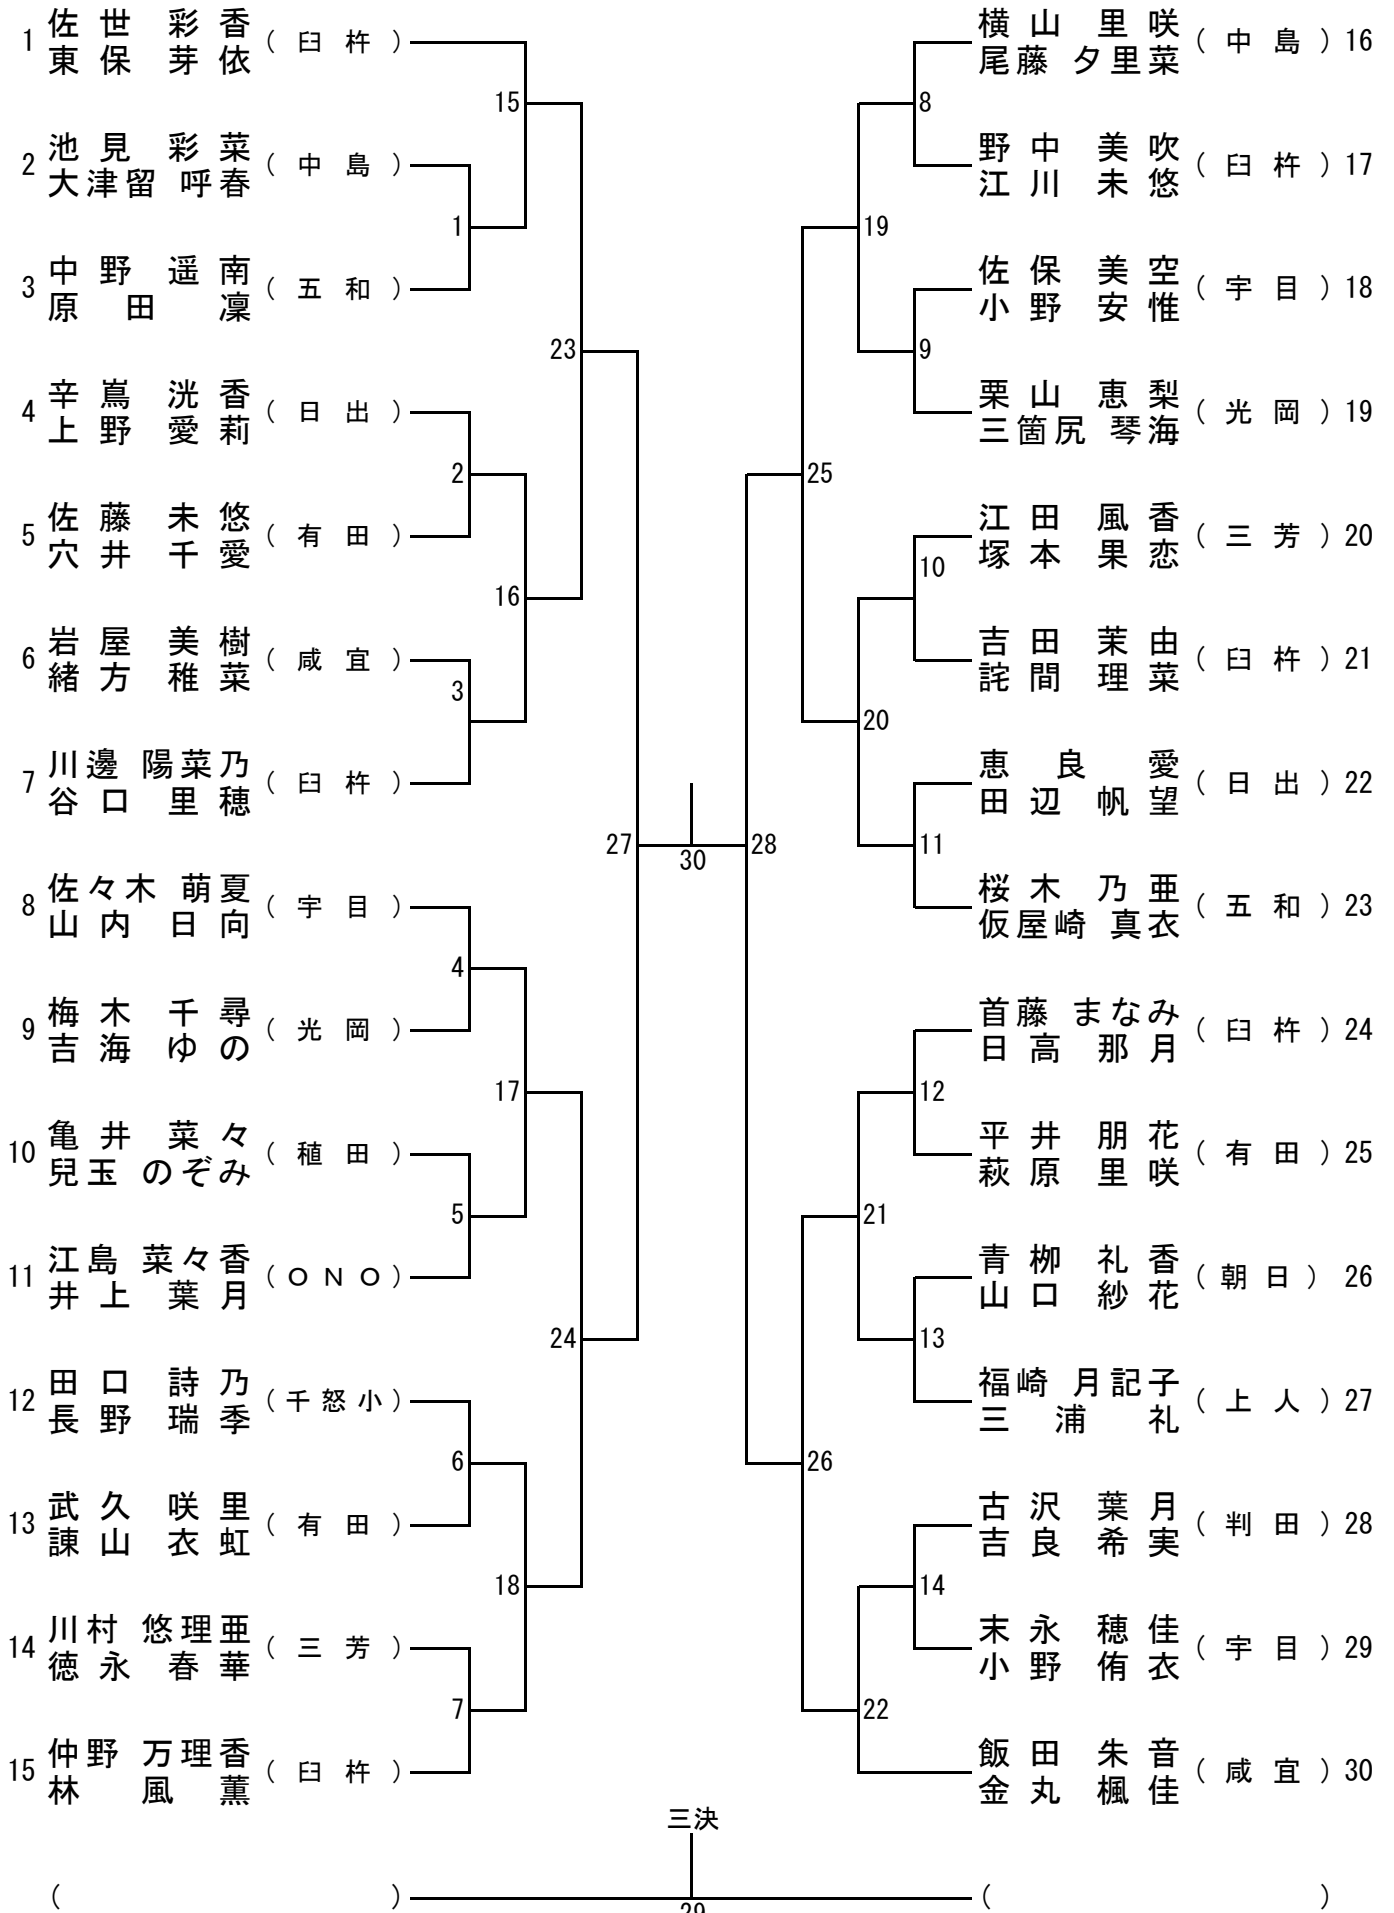 1 佐世 彩香 (臼杵)
東保 芽依
2 池見 彩菜 (中島)
大津留 呼春
3 中野 遥南 (五和)
原田 凜
4 辛嶌 洸香 (日出)
上野 愛莉
5 佐藤 未悠 (有田)
穴井 千愛
6 岩屋 美樹 (咸宜)
緒方 稚菜
7 川邊 陽菜乃 (臼杵)
谷口 里穂
8 佐々木 萌夏 (宇目)
山内 日向
9 梅木 千尋 (光岡)
吉海 ゆの
10 亀井 菜々 (稙田)
兒玉 のぞみ
11 江島 菜々香 (ONO)
井上 葉月
12 田口 詩乃 (千怒小)
長野 瑞季
13 武久 咲里 (有田)
諌山 衣虹
14 川村 悠理亜 (三芳)
徳永 春華
15 仲野 万理香 (臼杵)
林 風薫
1
2
3
4
5
6
7
15
16
17
18
23
24
27
30
28
25
26
19
20
21
22
8
9
10
11
12
13
14
横山 里咲 (中島) 16
尾藤 夕里菜
野中 美吹 (臼杵) 17
江川 未悠
佐保 美空 (宇目) 18
小野 安惟
栗山 恵梨 (光岡) 19
三箇尻 琴海
江田 風香 (三芳) 20
塚本 果恋
吉田 茉由 (臼杵) 21
詫間 理菜
恵良 愛 (日出) 22
田辺 帆望
桜木 乃亜 (五和) 23
仮屋崎 真衣
首藤 まなみ (臼杵) 24
日高 那月
平井 朋花 (有田) 25
萩原 里咲
青栁 礼香 (朝日) 26
山口 紗花
福崎 月記子 (上人) 27
三浦 礼
古沢 葉月 (判田) 28
吉良 希実
末永 穂佳 (宇目) 29
小野 侑衣
飯田 朱音 (咸宜) 30
金丸 楓佳
三決
( ) ( )
29